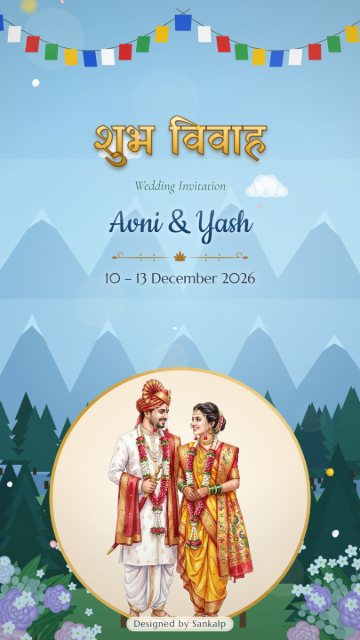 शुभ विवाह
Wedding Invitation
Avni & Yash
10 – 13 December 2026
Designed by Sankalp